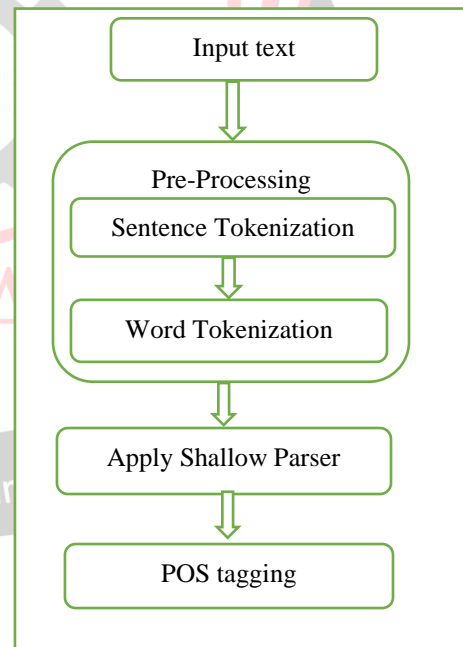 Input text
Pre-Processing
Sentence Tokenization
Word Tokenization
Apply Shallow Parser
POS tagging